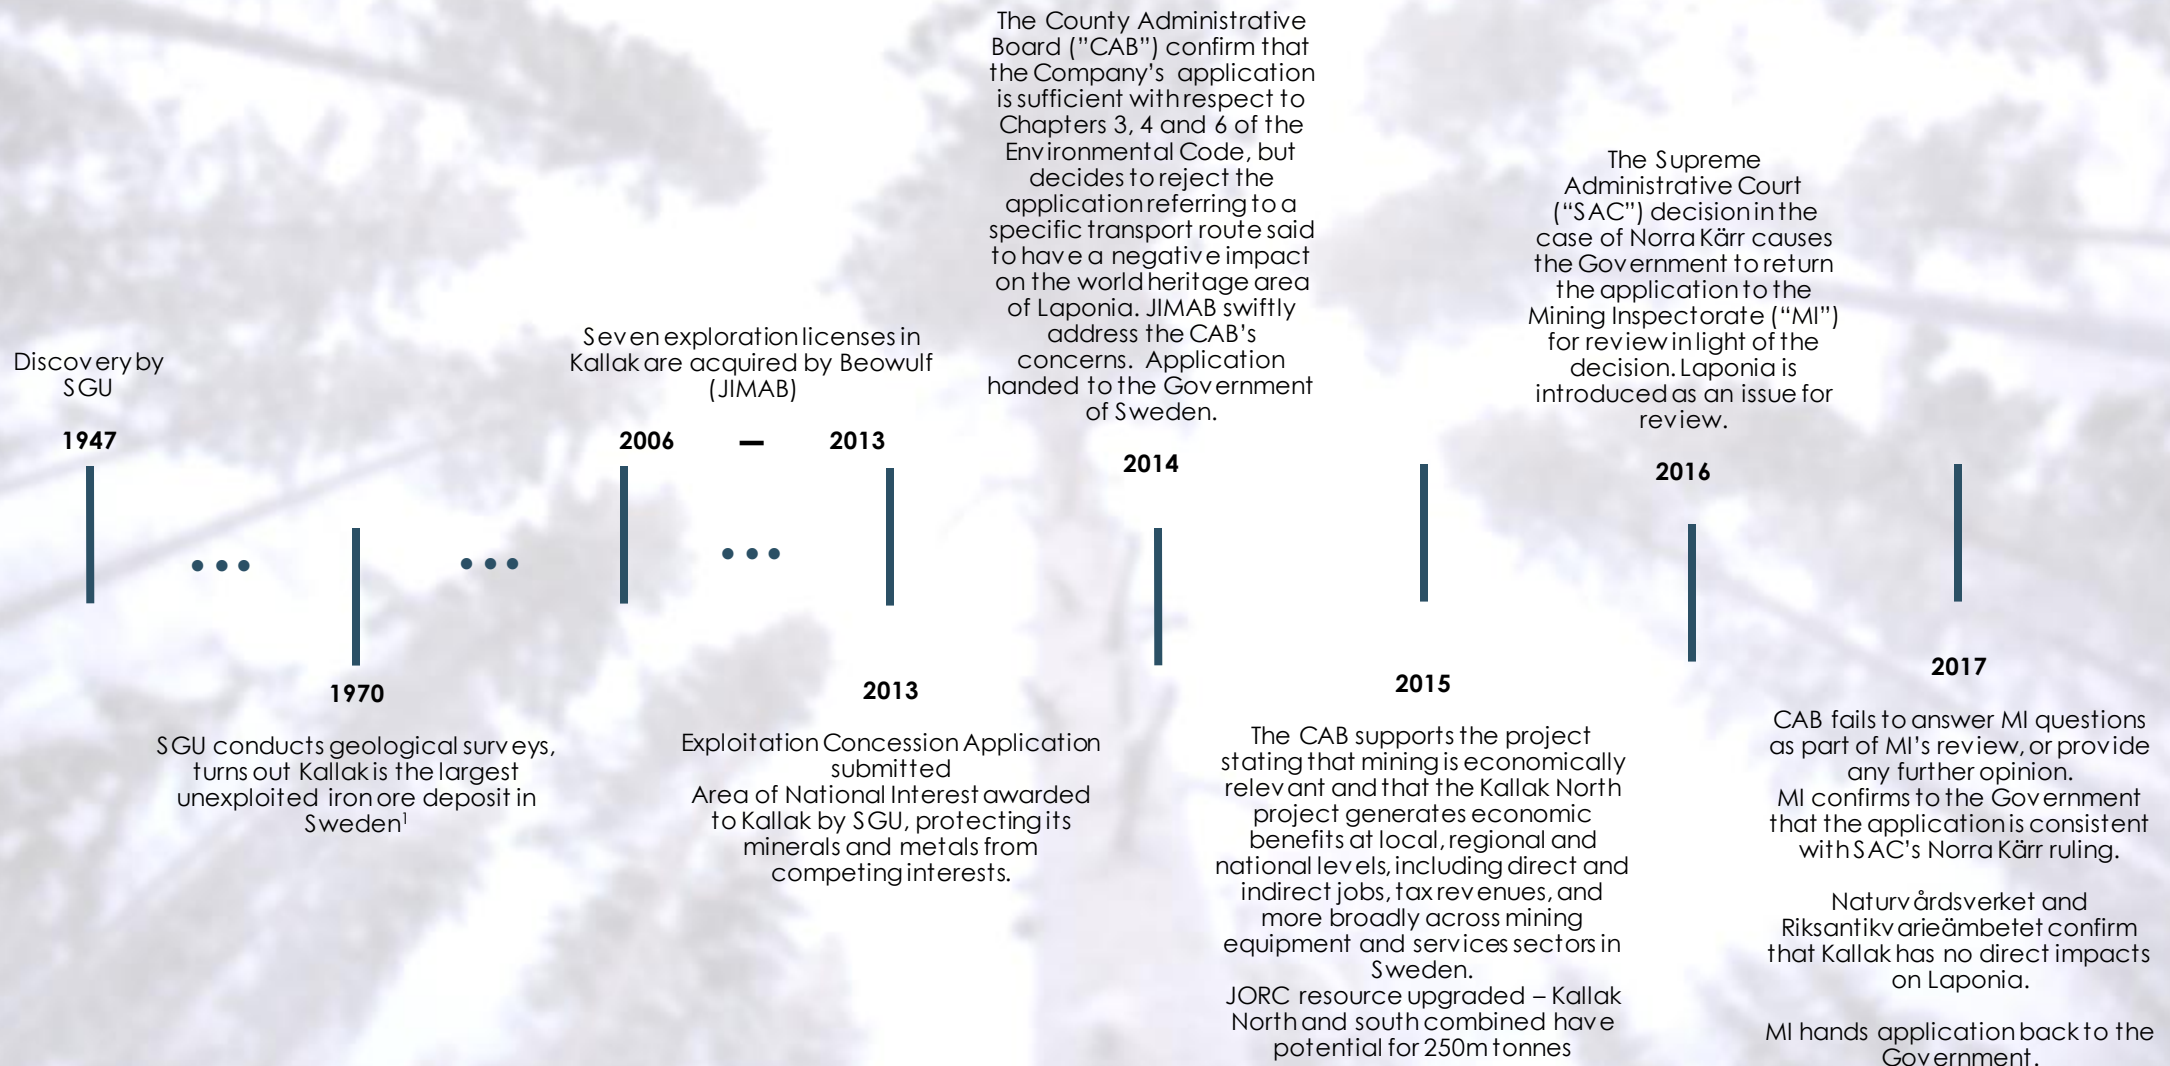 Discovery by
SGU
1947
1970
SGU conducts geological surveys,
turns out Kallak is the largest
unexploited iron ore deposit in
Sweden¹
Seven exploration licenses in
Kallak are acquired by Beowulf
(JIMAB)
2006 – 2013
2013
Exploitation Concession Application
submitted
Area of National Interest awarded
to Kallak by SGU, protecting its
minerals and metals from
competing interests.
The County Administrative
Board (”CAB”) confirm that
the Company’s application
is sufficient with respect to
Chapters 3, 4 and 6 of the
Environmental Code, but
decides to reject the
application referring to a
specific transport route said
to have a negative impact
on the world heritage area
of Laponia. JIMAB swiftly
address the CAB’s
concerns. Application
handed to the Government
of Sweden.
2014
2015
The CAB supports the project
stating that mining is economically
relevant and that the Kallak North
project generates economic
benefits at local, regional and
national levels, including direct and
indirect jobs, tax revenues, and
more broadly across mining
equipment and services sectors in
Sweden.
JORC resource upgraded – Kallak
North and south combined have
potential for 250m tonnes
The Supreme
Administrative Court
(“SAC”) decision in the
case of Norra Kärr causes
the Government to return
the application to the
Mining Inspectorate (“MI”)
for review in light of the
decision. Laponia is
introduced as an issue for
review.
2016
2017
CAB fails to answer MI questions
as part of MI’s review, or provide
any further opinion.
MI confirms to the Government
that the application is consistent
with SAC’s Norra Kärr ruling.
Naturvårdsverket and
Riksantikvarieämbetet confirm
that Kallak has no direct impacts
on Laponia.
MI hands application back to the
Government.